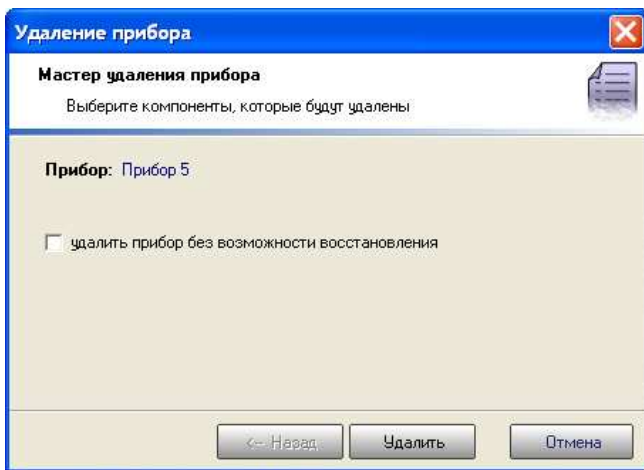 Удаление прибора
Мастер удаления прибора
Выберите компоненты, которые будут удалены
Прибор: Прибор 5
удалить прибор без возможности восстановления
<-- Назад Удалить Отмена